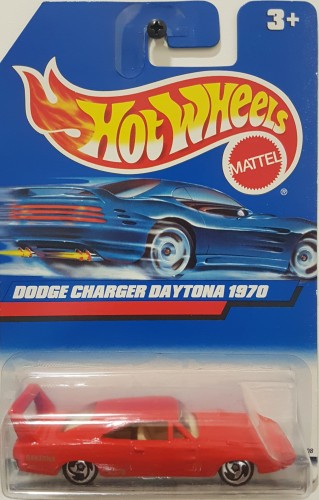 3+
HOT WHEELS
MATTEL
®
DODGE CHARGER DAYTONA 1970